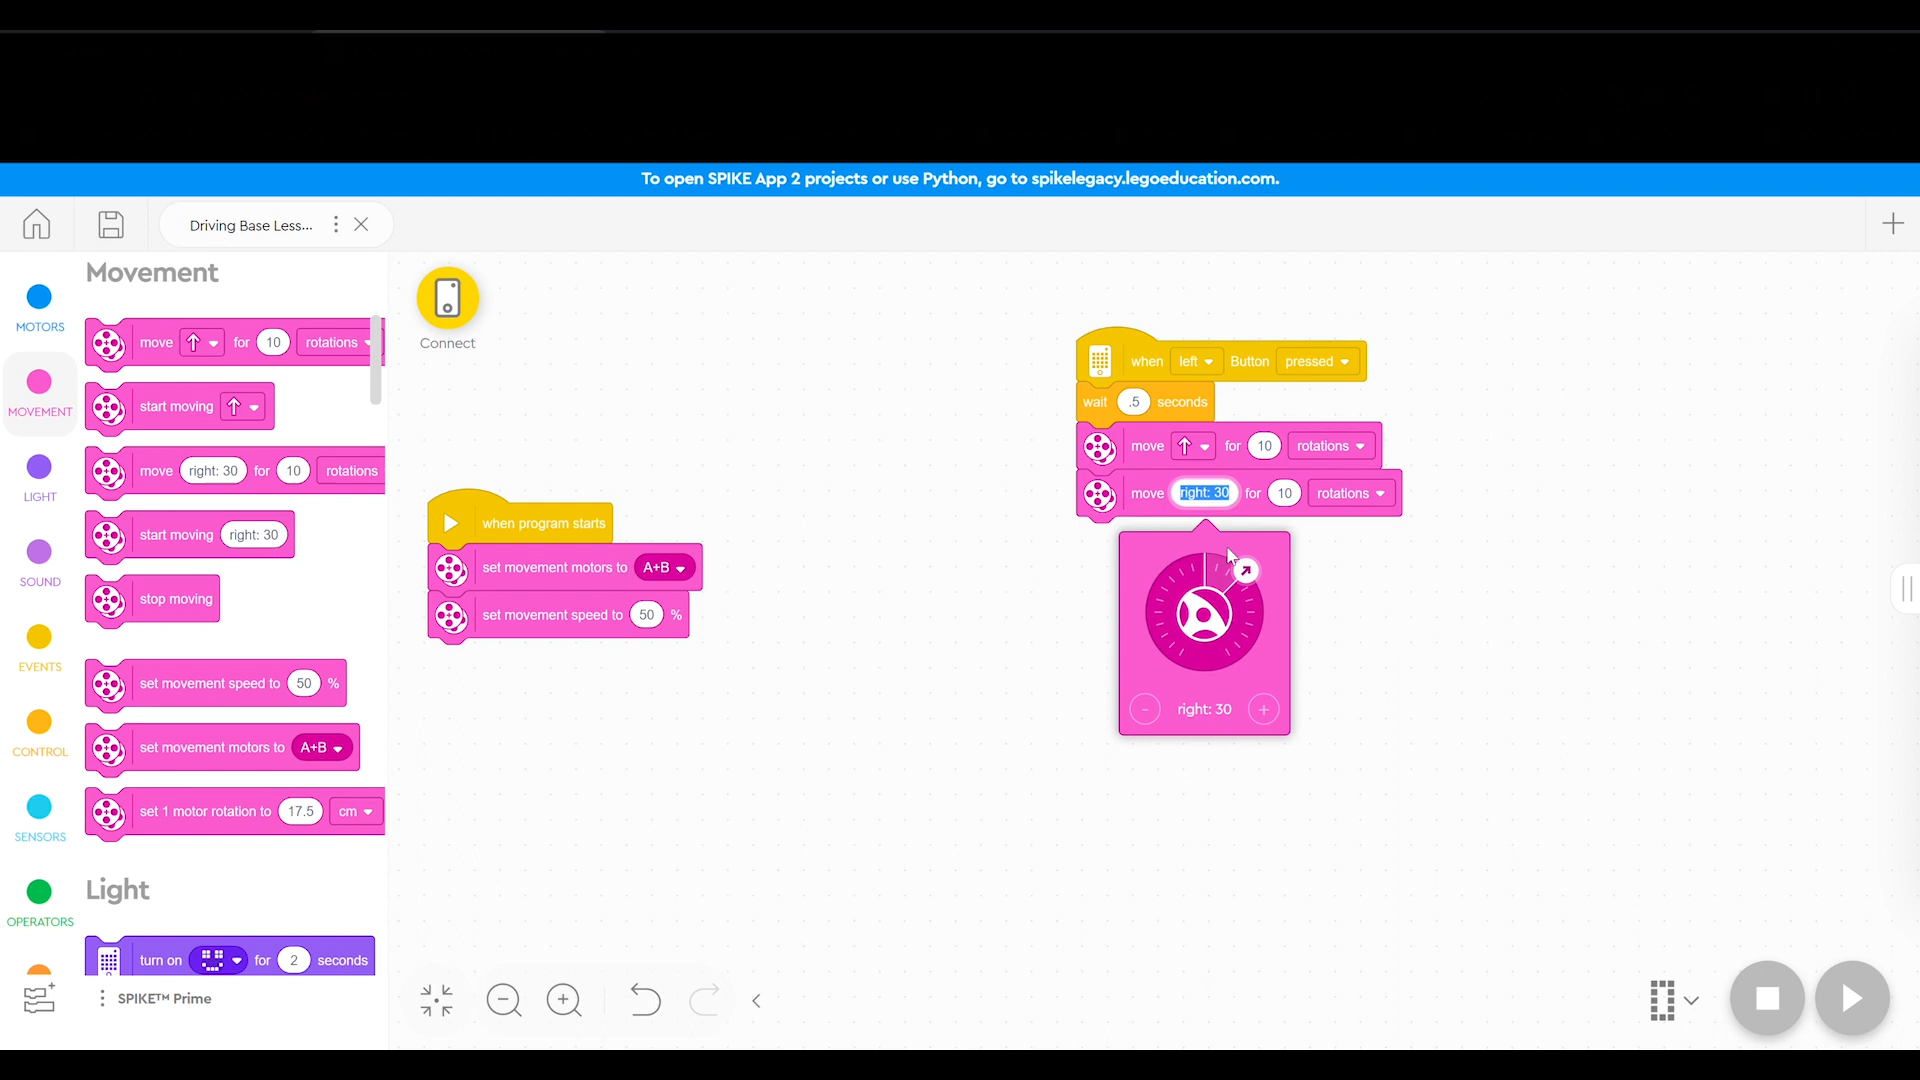 To open SPIKE App 2 projects or use Python, go to spikelegacy.legoeducation.com.
Driving Base Less...
MOTORS
MOVEMENT
LIGHT
SOUND
EVENTS
CONTROL
SENSORS
OPERATORS
Movement
move for 10 rotations
start moving
move right: 30 for 10 rotations
start moving right: 30
stop moving
set movement speed to 50 %
set movement motors to A+B
set 1 motor rotation to 17.5 cm
Light
turn on for 2 seconds
SPIKE™ Prime
Connect
when program starts
set movement motors to A+B
set movement speed to 50 %
when left Button pressed
wait .5 seconds
move for 10 rotations
move right: 30 for 10 rotations
- right: 30 +